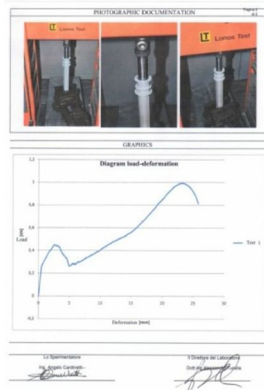 PHOTOGRAPHIC DOCUMENTATION
LT Lonos Test
LT Lonos Test
GRAPHICS
Diagram load-deformation
1,2
1
0,8
0,6
0,4
0,2
0
-0,2
Load
0
5
10
15
20
25
30
Deformation [mm]
Test 1
Lo Sperimentatore
Il Direttore del Laboratorio
Ing. Angelo